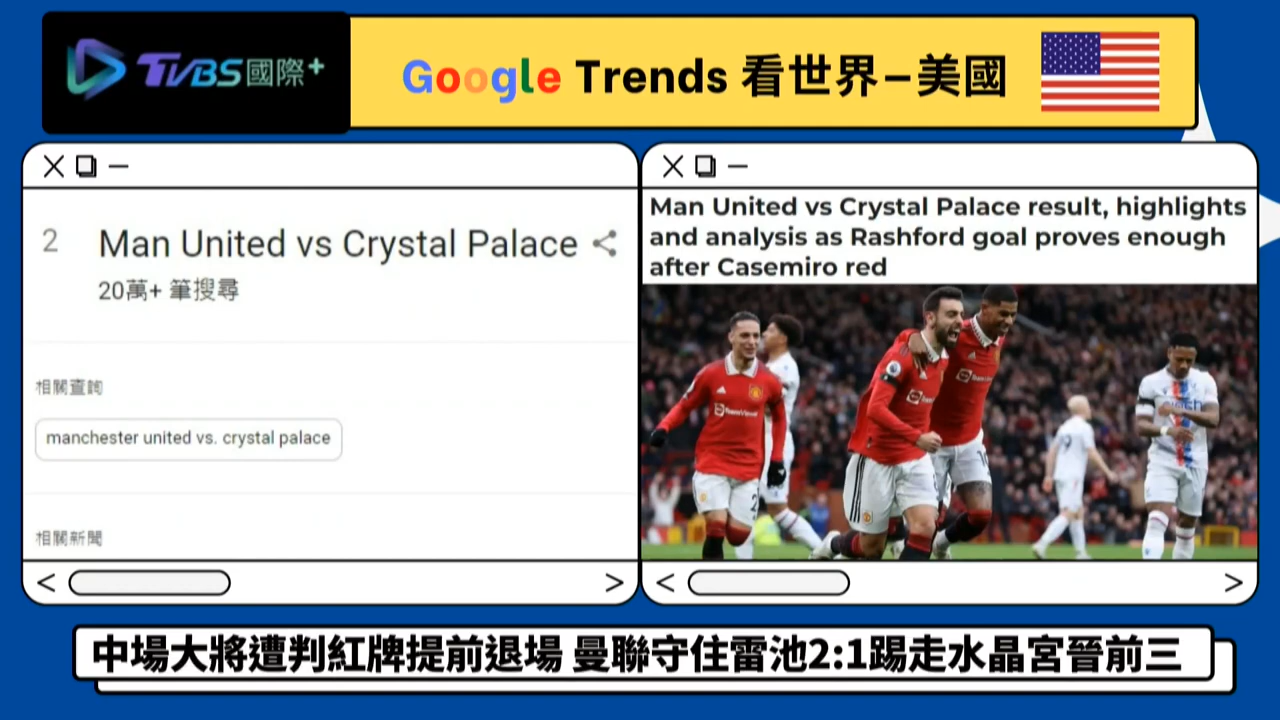 TVBS國際+
Google Trends 看世界–美國
2
Man United vs Crystal Palace
20萬+ 筆搜尋
相關查詢
manchester united vs. crystal palace
相關新聞
Man United vs Crystal Palace result, highlights
and analysis as Rashford goal proves enough
after Casemiro red
中場大將遭判紅牌提前退場 曼聯守住雷池2:1踢走水晶宮晉前三